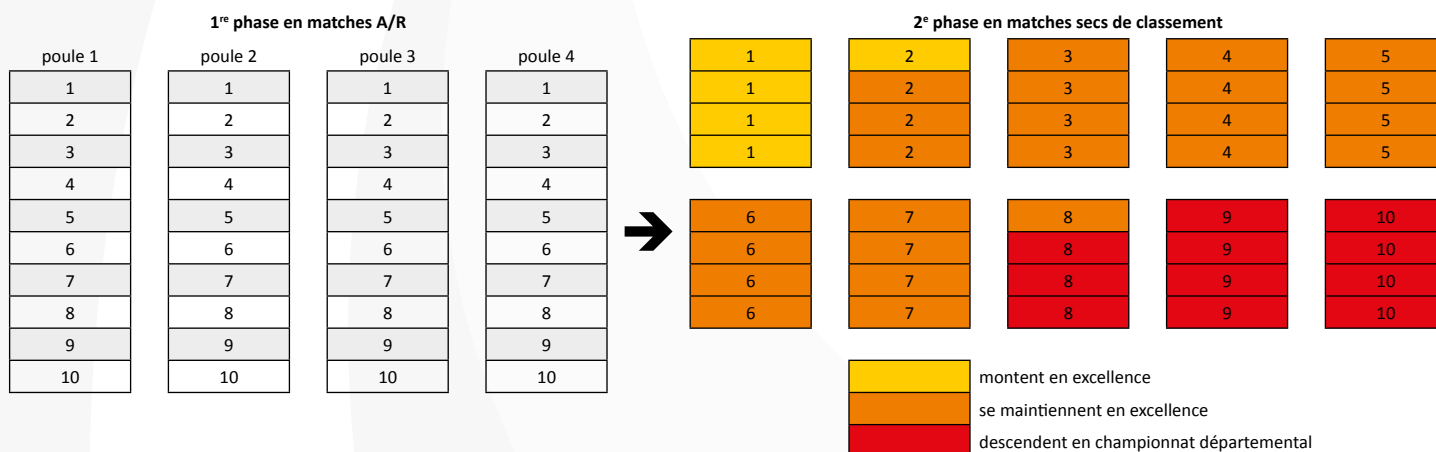 1re phase en matches A/R
2e phase en matches secs de classement
poule 1 poule 2 poule 3 poule 4
1 1 1 1
2 2 2 2
3 3 3 3
4 4 4 4
5 5 5 5
6 6 6 6
7 7 7 7
8 8 8 8
9 9 9 9
10 10 10 10
1 2 3 4 5
1 2 3 4 5
1 2 3 4 5
1 2 3 4 5
6 7 8 9 10
6 7 8 9 10
6 7 8 9 10
6 7 8 9 10
montent en excellence
se maintiennent en excellence
descendent en championnat départemental